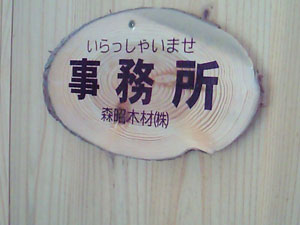 いらっしゃいませ
事務所
森昭木材㈱